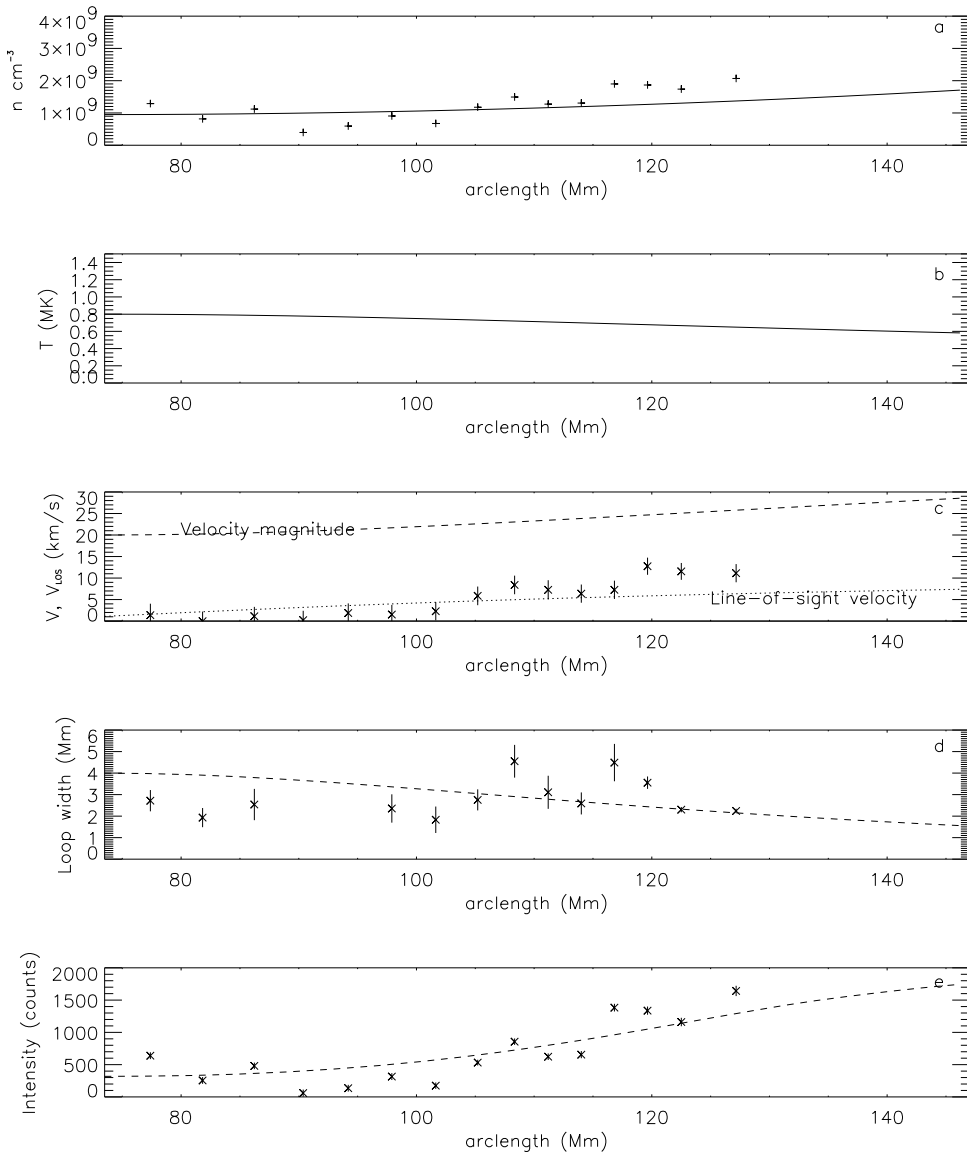 a
4×10⁹
3×10⁹
2×10⁹
1×10⁹
0
n cm⁻³
80 100 120 140
arclength (Mm)
b
1.4
1.2
1.0
0.8
0.6
0.4
0.2
0.0
T (MK)
80 100 120 140
arclength (Mm)
c
30
25
20
15
10
5
0
V, V_LOS (km/s)
Velocity magnitude
Line-of-sight velocity
80 100 120 140
arclength (Mm)
d
6
5
4
3
2
1
0
Loop width (Mm)
80 100 120 140
arclength (Mm)
e
2000
1500
1000
500
0
Intensity (counts)
80 100 120 140
arclength (Mm)